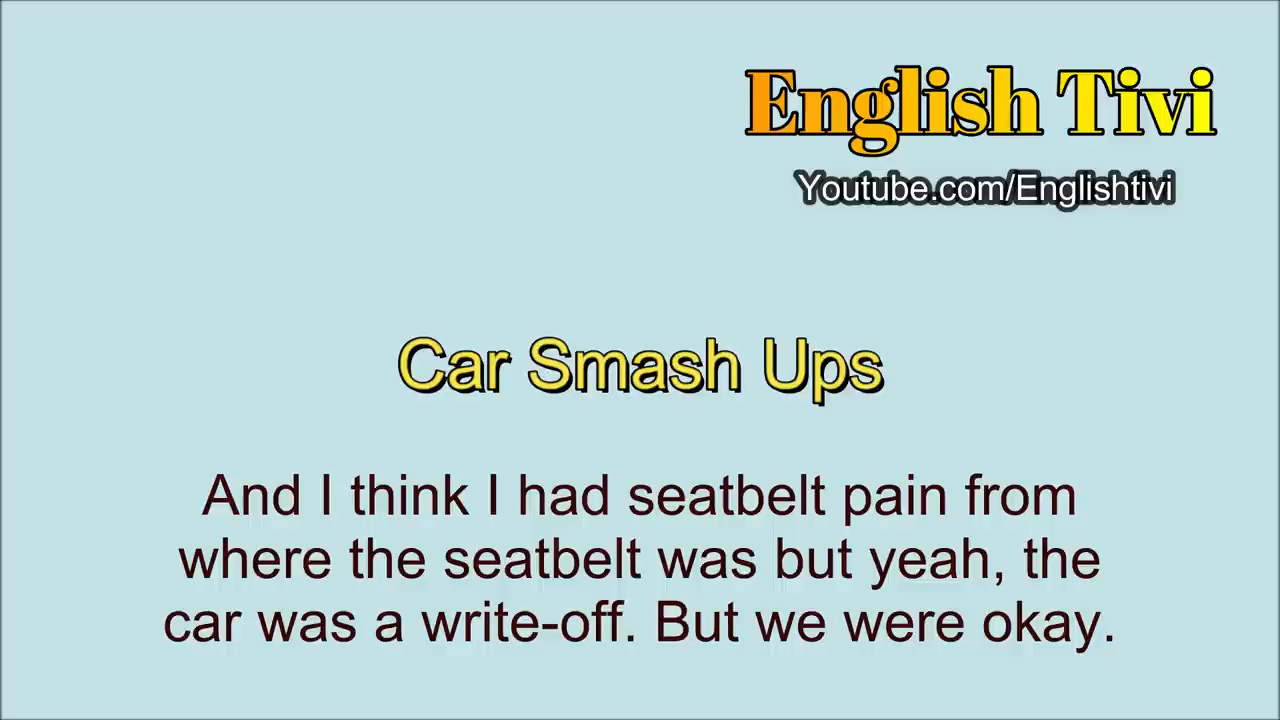 English Tivi
Youtube.com/Englishtivi
Car Smash Ups
And I think I had seatbelt pain from
where the seatbelt was but yeah, the
car was a write-off. But we were okay.